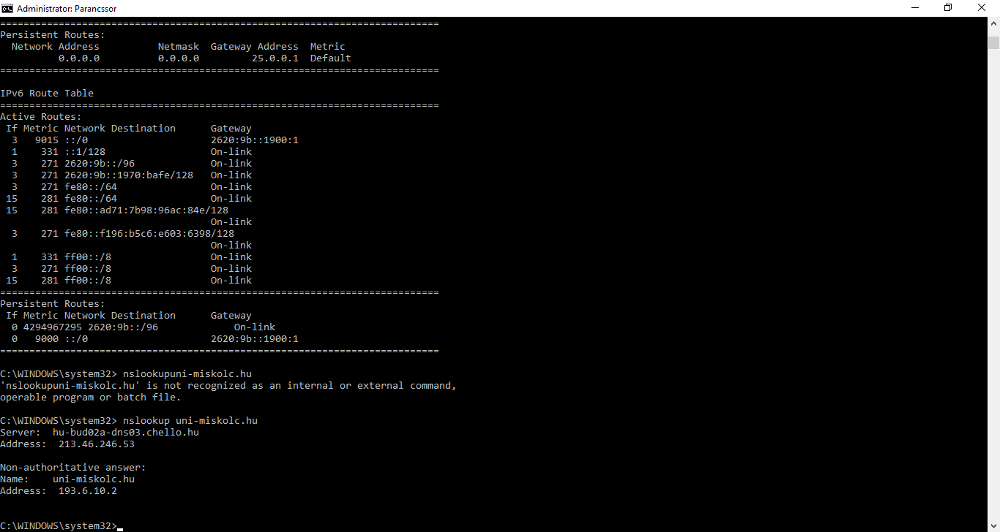 Administrator: Parancssor
===========================================================================
Persistent Routes:
  Network Address          Netmask  Gateway Address  Metric
          0.0.0.0          0.0.0.0         25.0.0.1  Default
===========================================================================
IPv6 Route Table
===========================================================================
Active Routes:
 If Metric Network Destination      Gateway
  3   9015 ::/0                     2620:9b::1900:1
  1    331 ::1/128                  On-link
  3    271 2620:9b::/96             On-link
  3    271 2620:9b::1970:bafe/128   On-link
  3    271 fe80::/64                On-link
 15    281 fe80::/64                On-link
 15    281 fe80::ad71:7b98:96ac:84e/128
                                    On-link
  3    271 fe80::f196:b5c6:e603:6398/128
                                    On-link
  1    331 ff00::/8                 On-link
  3    271 ff00::/8                 On-link
 15    281 ff00::/8                 On-link
===========================================================================
Persistent Routes:
 If Metric Network Destination      Gateway
  0 4294967295 2620:9b::/96             On-link
  0   9000 ::/0                     2620:9b::1900:1
===========================================================================
C:\WINDOWS\system32> nslookupuni-miskolc.hu
'nslookupuni-miskolc.hu' is not recognized as an internal or external command,
operable program or batch file.
C:\WINDOWS\system32> nslookup uni-miskolc.hu
Server:  hu-bud02a-dns03.chello.hu
Address:  213.46.246.53
Non-authoritative answer:
Name:    uni-miskolc.hu
Address:  193.6.10.2
C:\WINDOWS\system32>